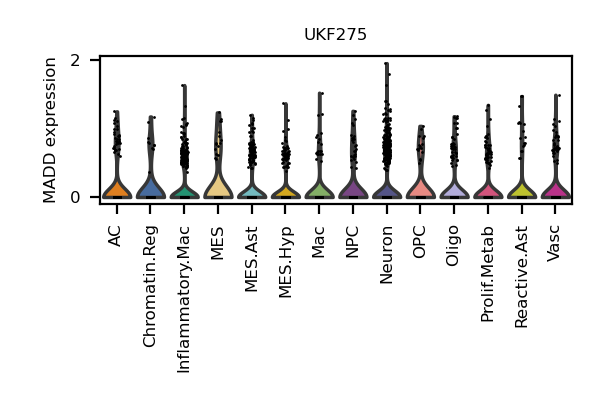 UKF275
MADD expression
2
0
AC
Chromatin.Reg
Inflammatory.Mac
MES
MES.Ast
MES.Hyp
Mac
NPC
Neuron
OPC
Oligo
Prolif.Metab
Reactive.Ast
Vasc